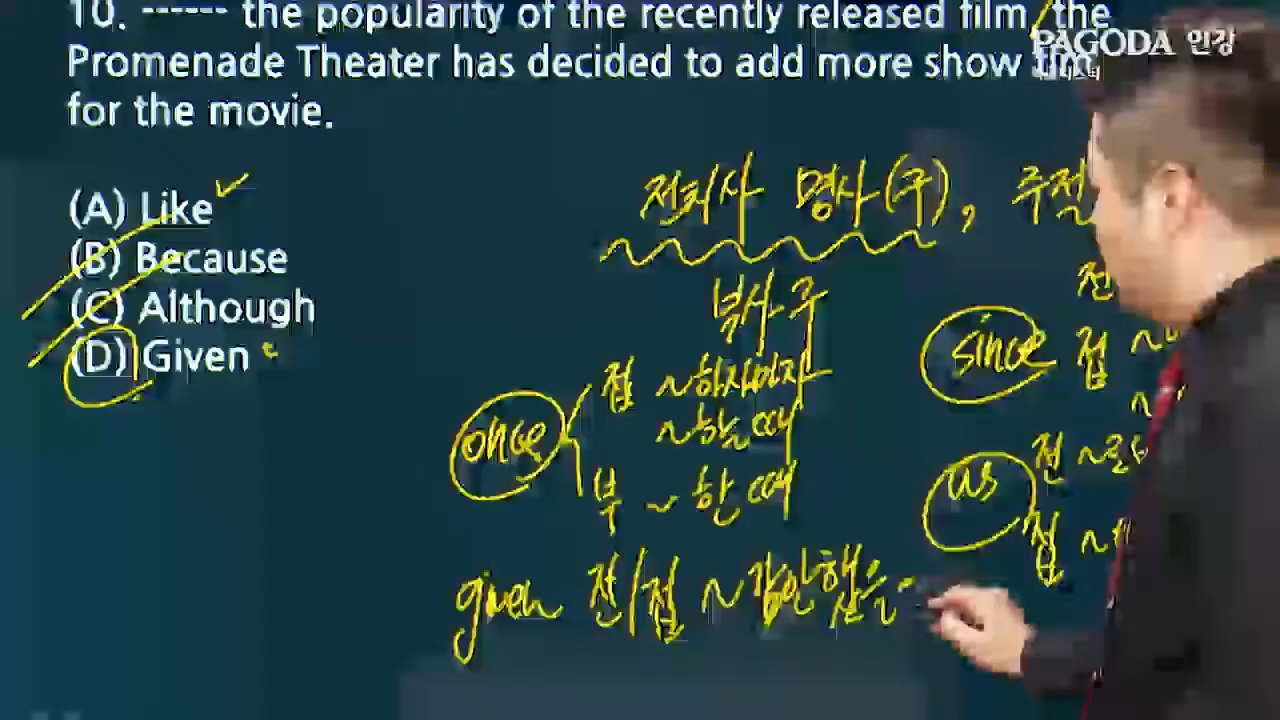 10. ------ the popularity of the recently released film, the
Promenade Theater has decided to add more show
for the movie.
PAGODA 인강
(A) Like
(B) Because
(C) Although
(D) Given
전치사 명사(구), 주절
부사구
once
접 ~하자마자
~할 때
부 ~한때
since 전
접
as 전 ~로
접
given 전/접 ~감안했을